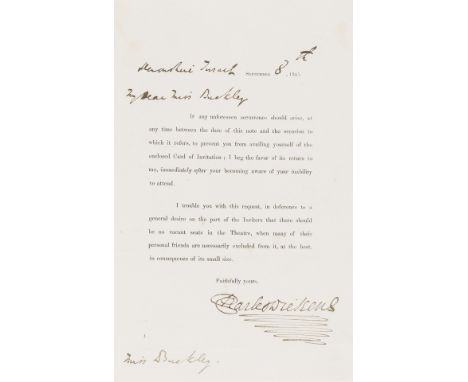 Devonshire Terrace September 8th, 1845.
My Dear Miss Buckley
If any unforeseen occurrence should arise, at
any time between the date of this note and the occasion to
which it refers, to prevent you from availing yourself of the
enclosed Card of Invitation; I beg the favor of its return to
me, immediately after your becoming aware of your inability
to attend.
I trouble you with this request, in deference to a
general desire on the part of the Invitors that there should
be no vacant seats in the Theatre, when many of their
personal friends are necessarily excluded from it, at the best,
in consequence of its small size.
Faithfully yours,
Charles Dickens
Miss Buckley.